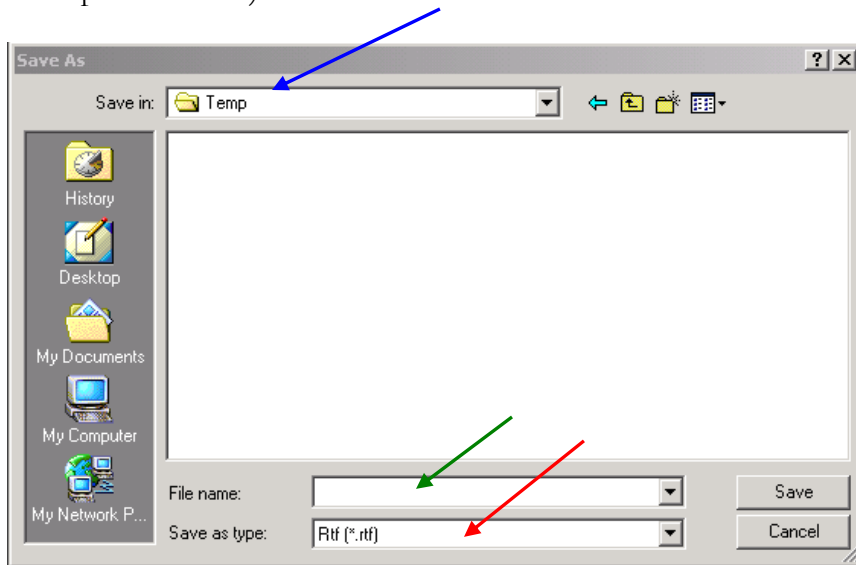 Save As
Save in: Temp
History
Desktop
My Documents
My Computer
My Network P...
File name:
Save
Save as type: Rtf (*.rtf)
Cancel